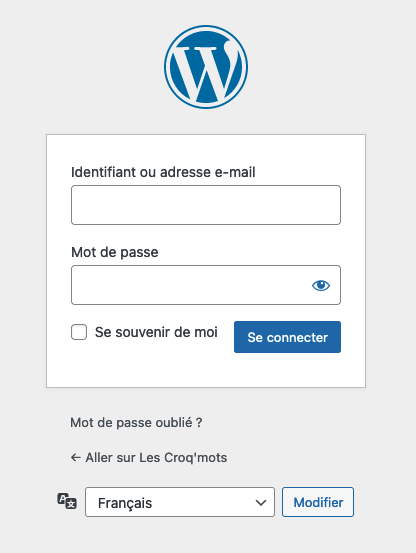 Identifiant ou adresse e-mail
Mot de passe
Se souvenir de moi
Se connecter
Mot de passe oublié ?
← Aller sur Les Croq'mots
Français
Modifier